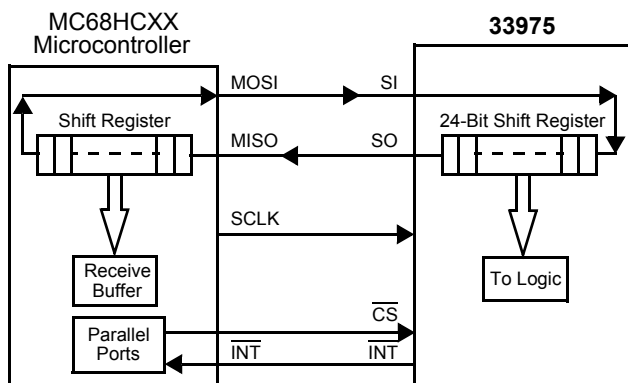 MC68HCXX
Microcontroller
33975
MOSI
SI
Shift Register
24-Bit Shift Register
MISO
SO
SCLK
Receive
Buffer
To Logic
CS
Parallel
Ports
INT
INT